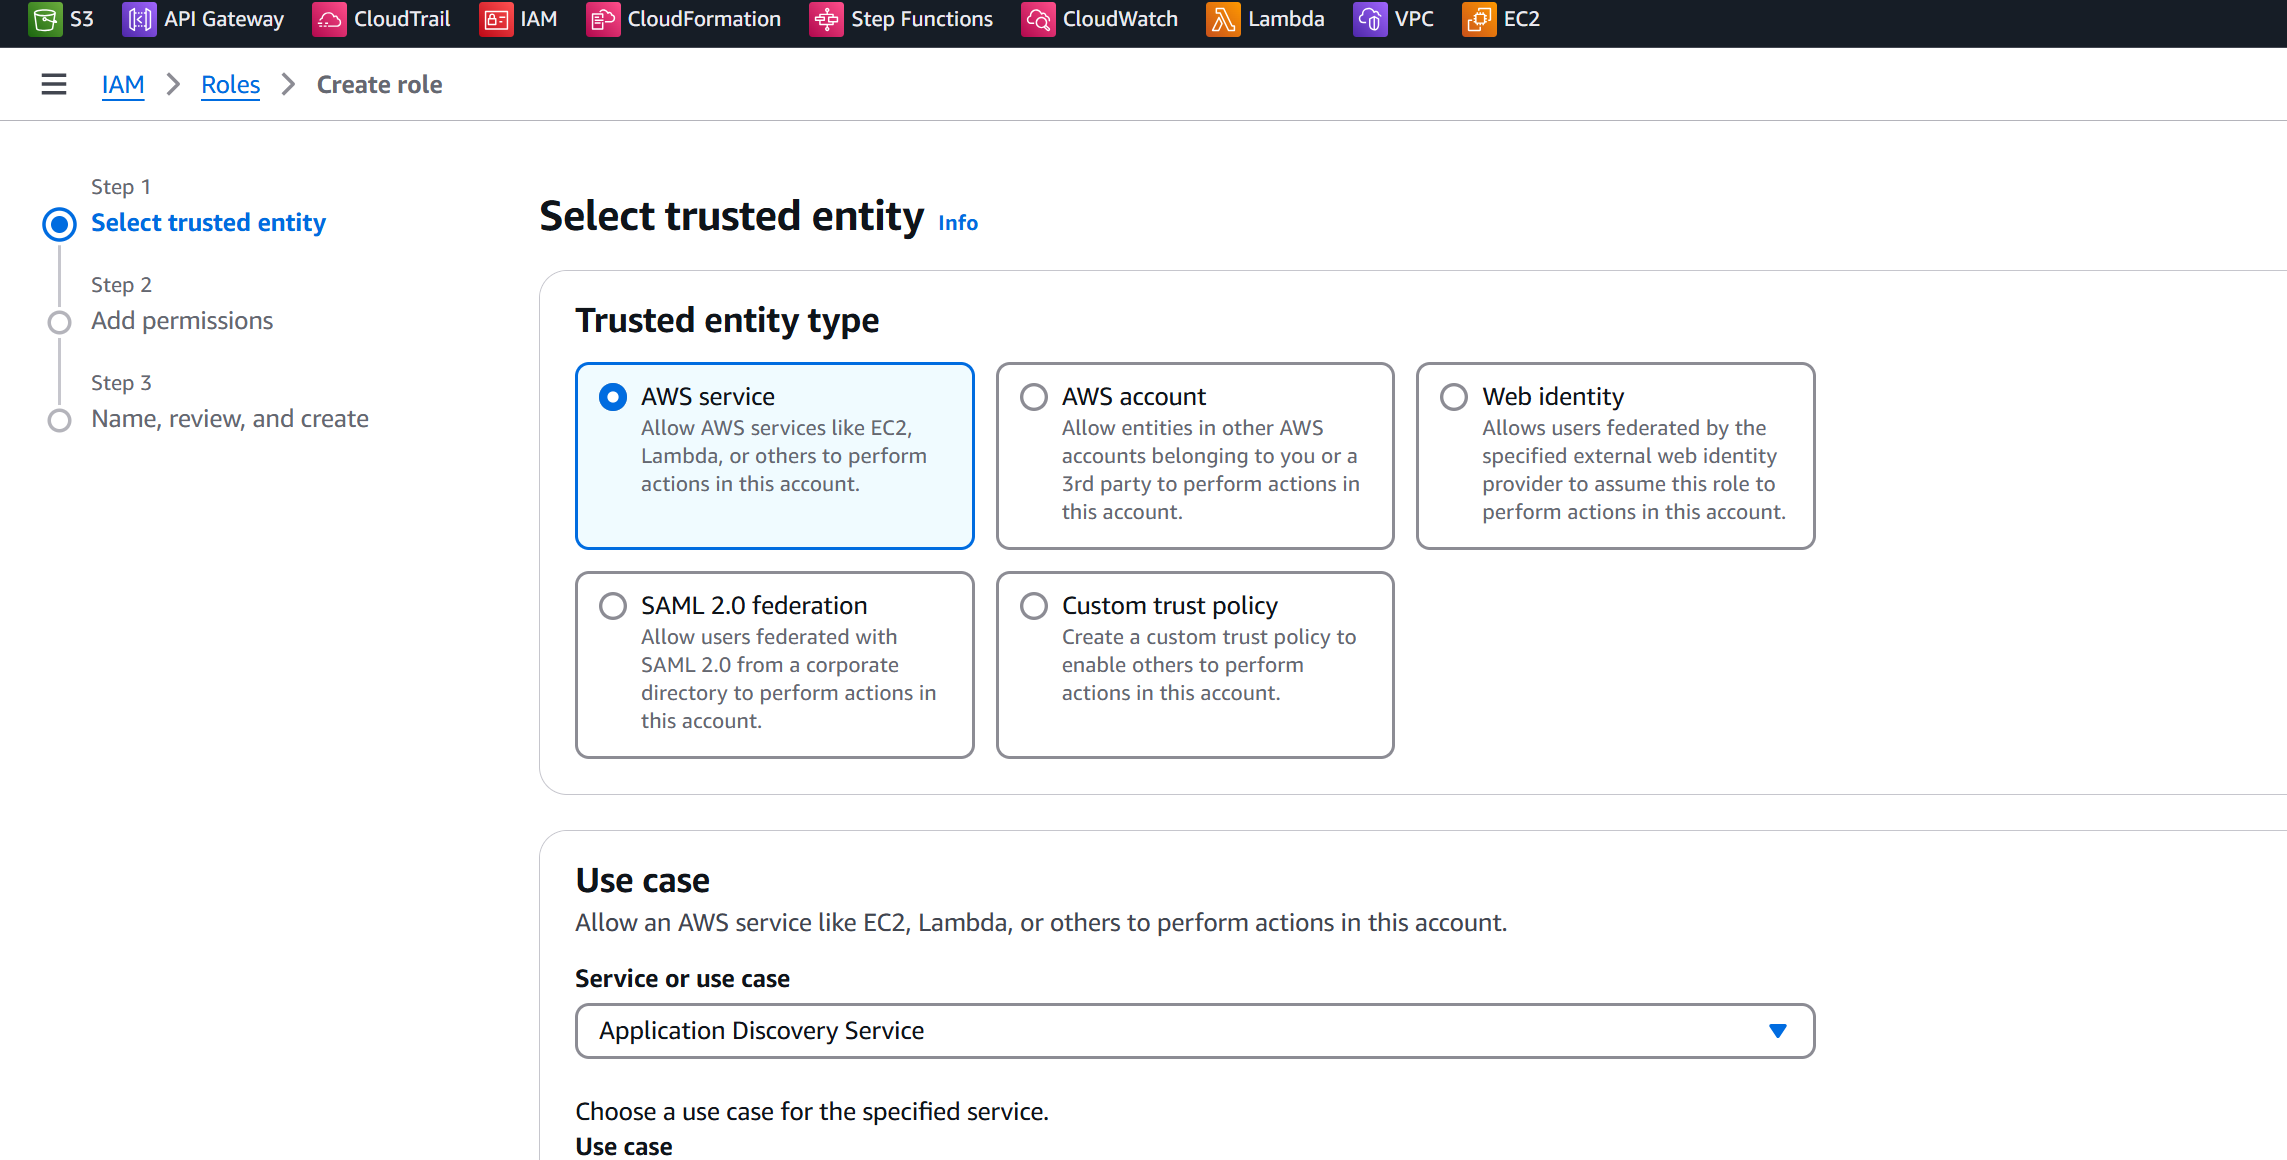 S3 API Gateway CloudTrail IAM CloudFormation Step Functions CloudWatch Lambda VPC EC2
IAM Roles Create role
Step 1
Select trusted entity
Step 2
Add permissions
Step 3
Name, review, and create
Select trusted entity Info
Trusted entity type
AWS service
Allow AWS services like EC2,
Lambda, or others to perform
actions in this account.
AWS account
Allow entities in other AWS
accounts belonging to you or a
3rd party to perform actions in
this account.
Web identity
Allows users federated by the
specified external web identity
provider to assume this role to
perform actions in this account.
SAML 2.0 federation
Allow users federated with
SAML 2.0 from a corporate
directory to perform actions in
this account.
Custom trust policy
Create a custom trust policy to
enable others to perform
actions in this account.
Use case
Allow an AWS service like EC2, Lambda, or others to perform actions in this account.
Service or use case
Application Discovery Service
Choose a use case for the specified service.
Use case